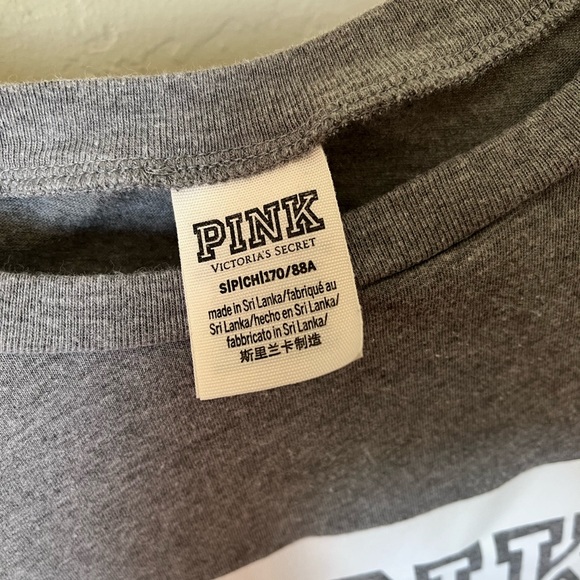 PINK
VICTORIA'S SECRET
S|P|CH|170/88A
made in Sri Lanka/fabriqué au
Sri Lanka/hecho en Sri Lanka/
fabbricato in Sri Lanka/
斯里兰卡制造